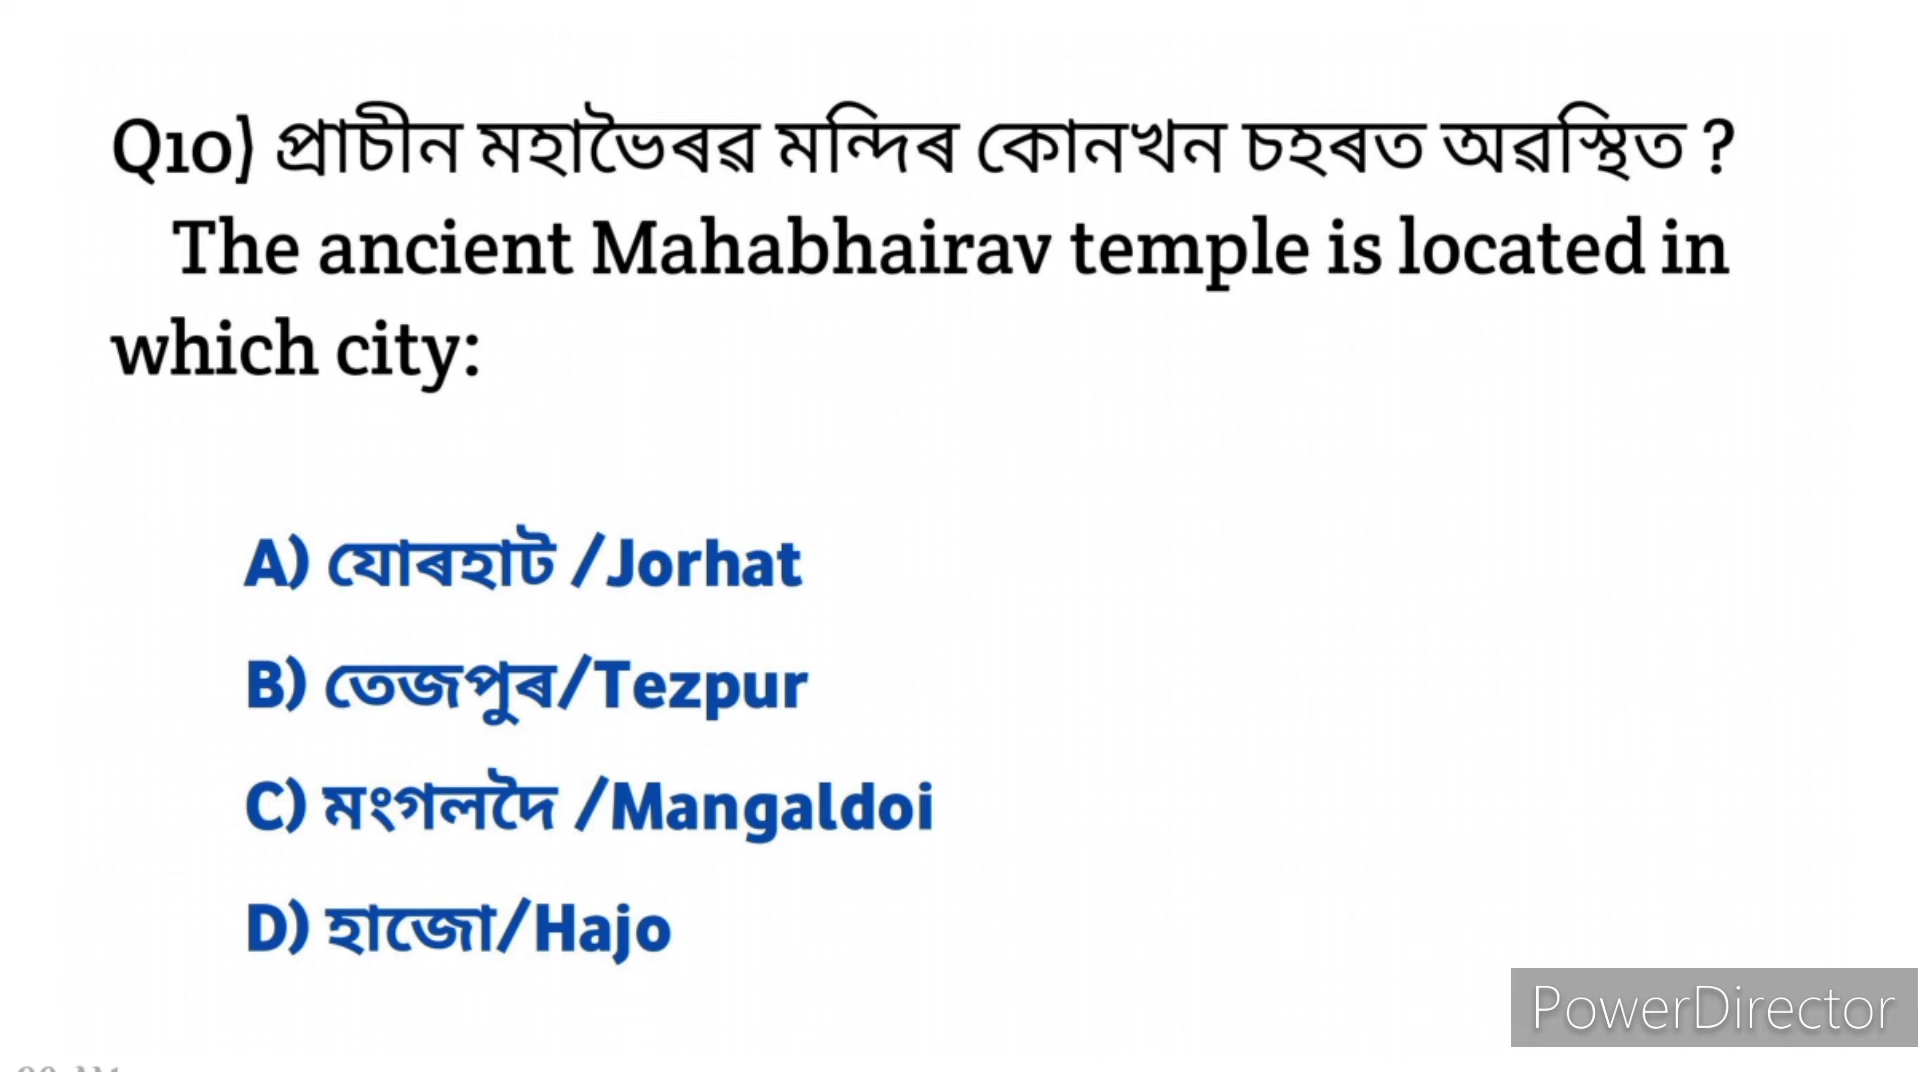 Q10) প্ৰাচীন মহাভৈৰৱ মন্দিৰ কোনখন চহৰত অৱস্থিত ?
The ancient Mahabhairav temple is located in
which city:
A) যোৰহাট /Jorhat
B) তেজপুৰ/Tezpur
C) মংগলদৈ /Mangaldoi
D) হাজো/Hajo
PowerDirector